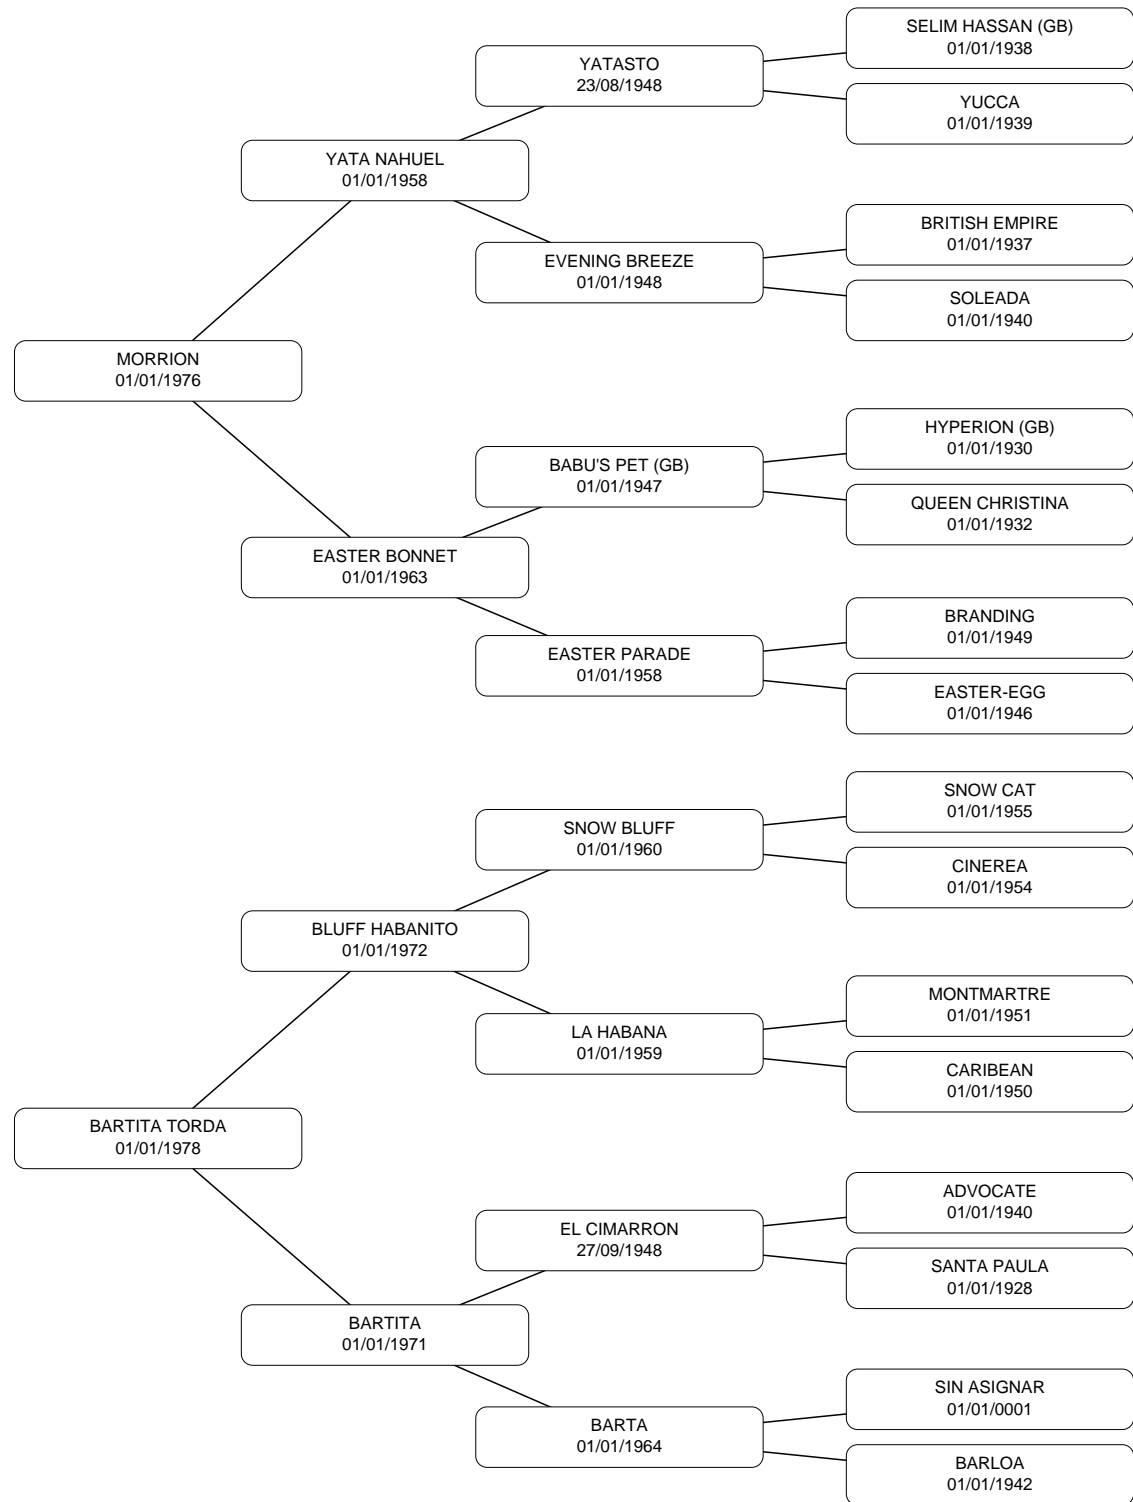 SELIM HASSAN (GB)
01/01/1938
YATASTO
23/08/1948
YUCCA
01/01/1939
YATA NAHUEL
01/01/1958
BRITISH EMPIRE
01/01/1937
EVENING BREEZE
01/01/1948
SOLEADA
01/01/1940
MORRION
01/01/1976
HYPERION (GB)
01/01/1930
BABU'S PET (GB)
01/01/1947
QUEEN CHRISTINA
01/01/1932
EASTER BONNET
01/01/1963
BRANDING
01/01/1949
EASTER PARADE
01/01/1958
EASTER-EGG
01/01/1946
SNOW CAT
01/01/1955
SNOW BLUFF
01/01/1960
CINEREA
01/01/1954
BLUFF HABANITO
01/01/1972
MONTMARTRE
01/01/1951
LA HABANA
01/01/1959
CARIBEAN
01/01/1950
BARTITA TORDA
01/01/1978
ADVOCATE
01/01/1940
EL CIMARRON
27/09/1948
SANTA PAULA
01/01/1928
BARTITA
01/01/1971
SIN ASIGNAR
01/01/0001
BARTA
01/01/1964
BARLOA
01/01/1942